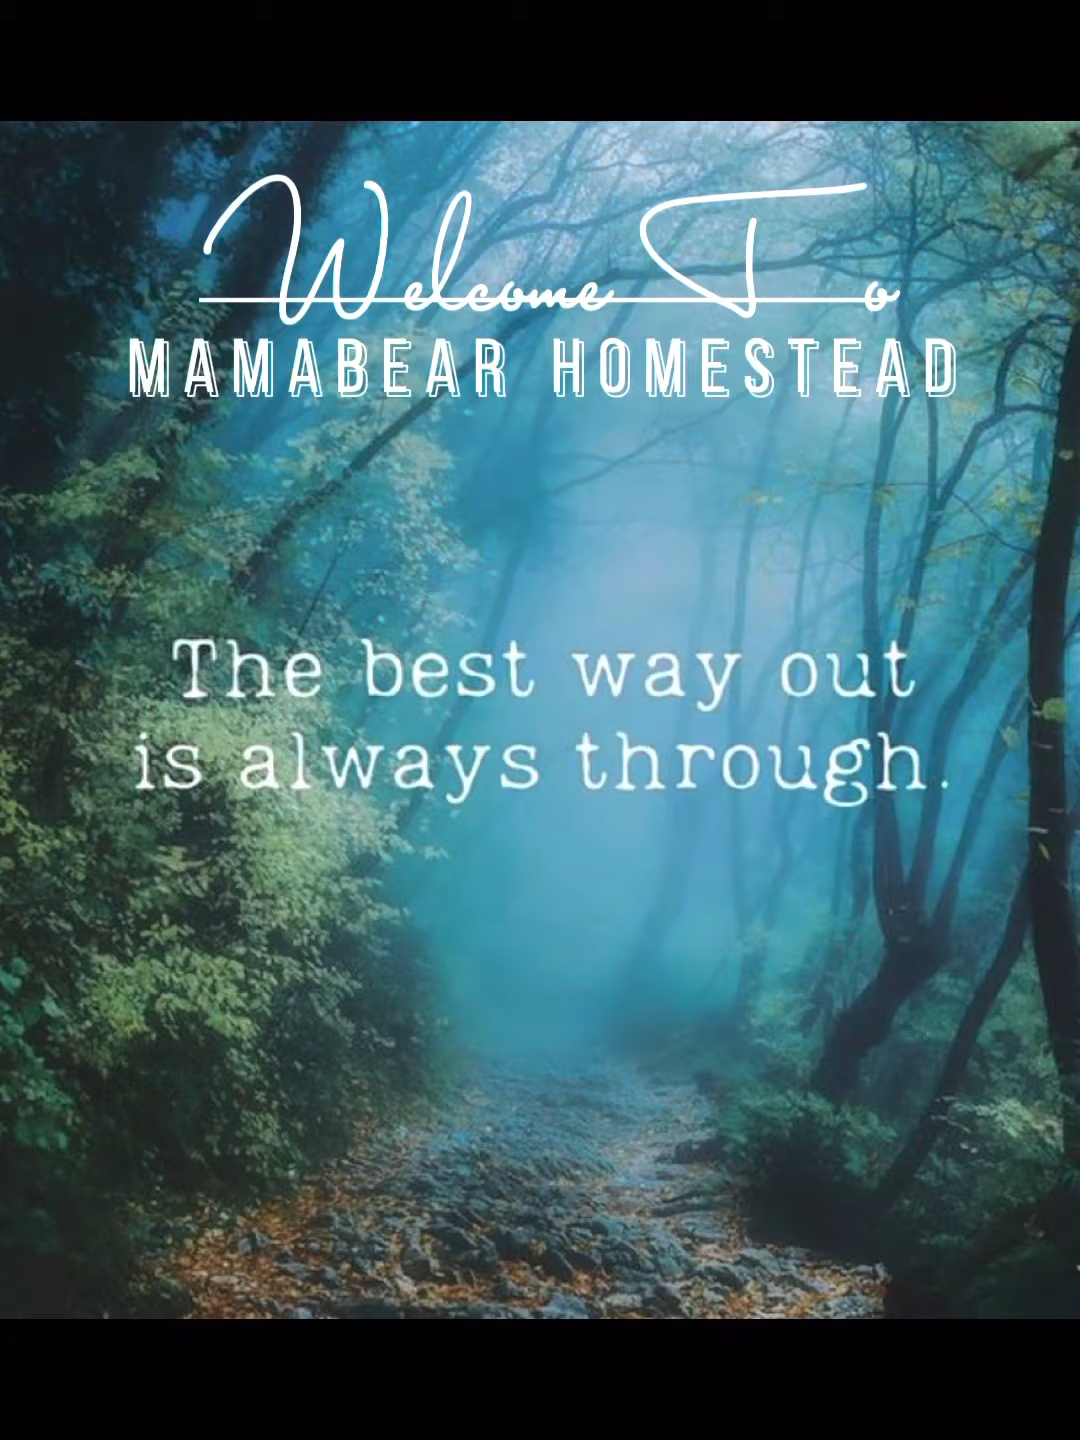 Welcome To
MAMABEAR HOMESTEAD
The best way out
is always through.